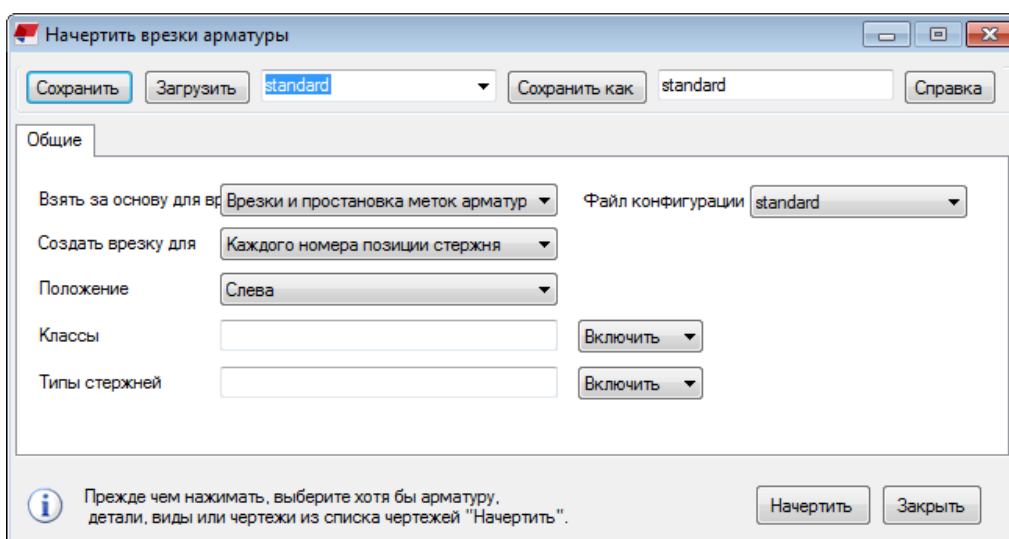 Начертить врезки арматуры
Сохранить Загрузить standard Сохранить как standard Справка
Общие
Взять за основу для вр Врезки и простановка меток арматур Файл конфигурации standard
Создать врезку для Каждого номера позиции стержня
Положение Слева
Классы Включить
Типы стержней Включить
Прежде чем нажимать, выберите хотя бы арматуру,
детали, виды или чертежи из списка чертежей "Начертить".
Начертить Закрыть